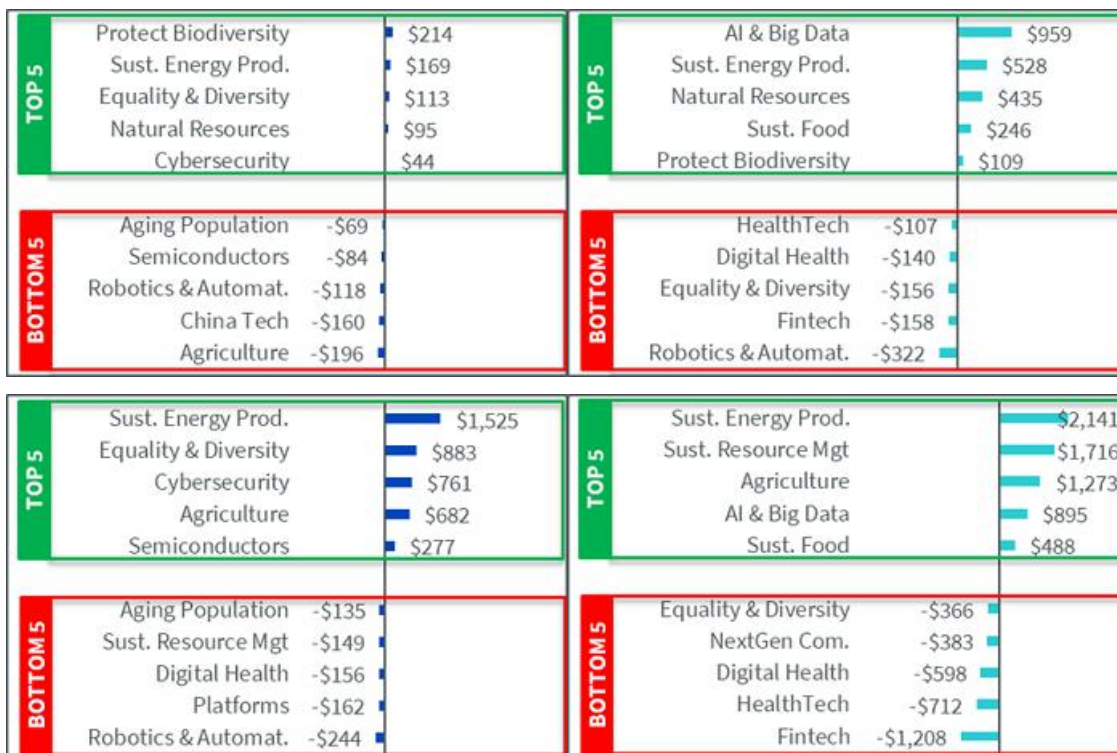 TOP 5
Protect Biodiversity $214
Sust. Energy Prod. $169
Equality & Diversity $113
Natural Resources $95
Cybersecurity $44
BOTTOM 5
Aging Population -$69
Semiconductors -$84
Robotics & Automat. -$118
China Tech -$160
Agriculture -$196
TOP 5
AI & Big Data $959
Sust. Energy Prod. $528
Natural Resources $435
Sust. Food $246
Protect Biodiversity $109
BOTTOM 5
HealthTech -$107
Digital Health -$140
Equality & Diversity -$156
Fintech -$158
Robotics & Automat. -$322
TOP 5
Sust. Energy Prod. $1,525
Equality & Diversity $883
Cybersecurity $761
Agriculture $682
Semiconductors $277
BOTTOM 5
Aging Population -$135
Sust. Resource Mgt -$149
Digital Health -$156
Platforms -$162
Robotics & Automat. -$244
TOP 5
Sust. Energy Prod. $2,141
Sust. Resource Mgt $1,716
Agriculture $1,273
AI & Big Data $895
Sust. Food $488
BOTTOM 5
Equality & Diversity -$366
NextGen Com. -$383
Digital Health -$598
HealthTech -$712
Fintech -$1,208